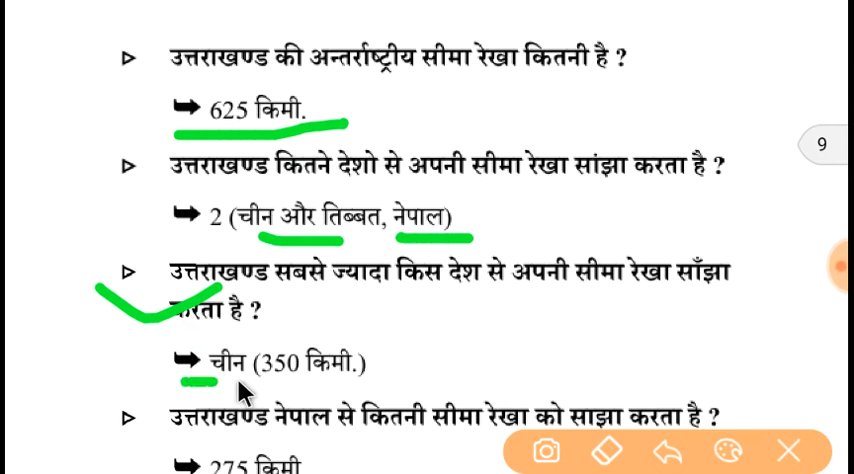 ▷ उत्तराखण्ड की अन्तर्राष्ट्रीय सीमा रेखा कितनी है ?
➥ 625 किमी.
9
▷ उत्तराखण्ड कितने देशो से अपनी सीमा रेखा सांझा करता है ?
➥ 2 (चीन और तिब्बत, नेपाल)
▷ उत्तराखण्ड सबसे ज्यादा किस देश से अपनी सीमा रेखा साँझा
करता है ?
➥ चीन (350 किमी.)
▷ उत्तराखण्ड नेपाल से कितनी सीमा रेखा को साझा करता है ?
➥ 275 किमी